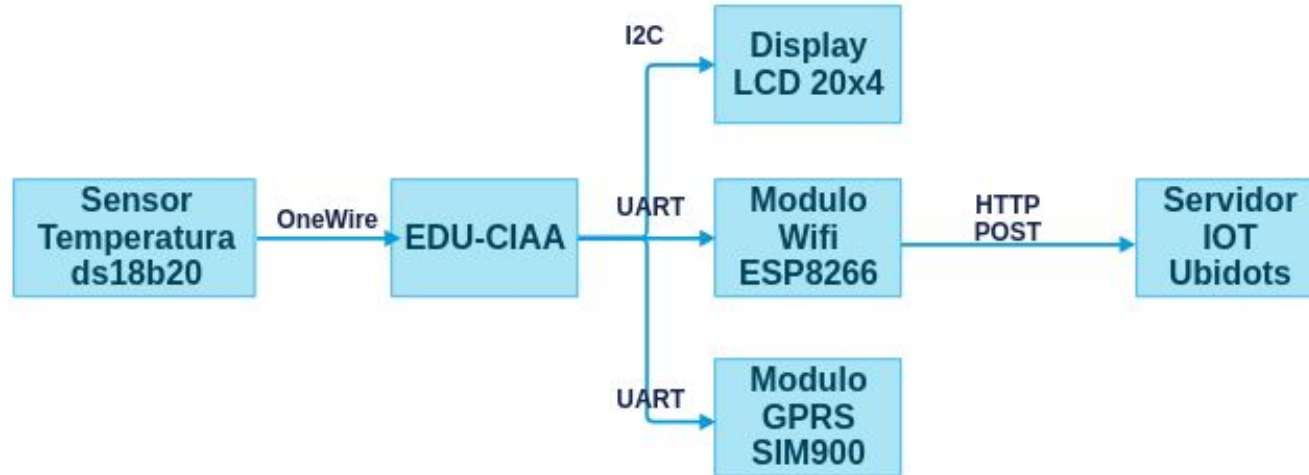 I2C
Display
LCD 20x4
Sensor
Temperatura
ds18b20
OneWire
EDU-CIAA
UART
Modulo
Wifi
ESP8266
HTTP
POST
Servidor
IOT
Ubidots
UART
Modulo
GPRS
SIM900